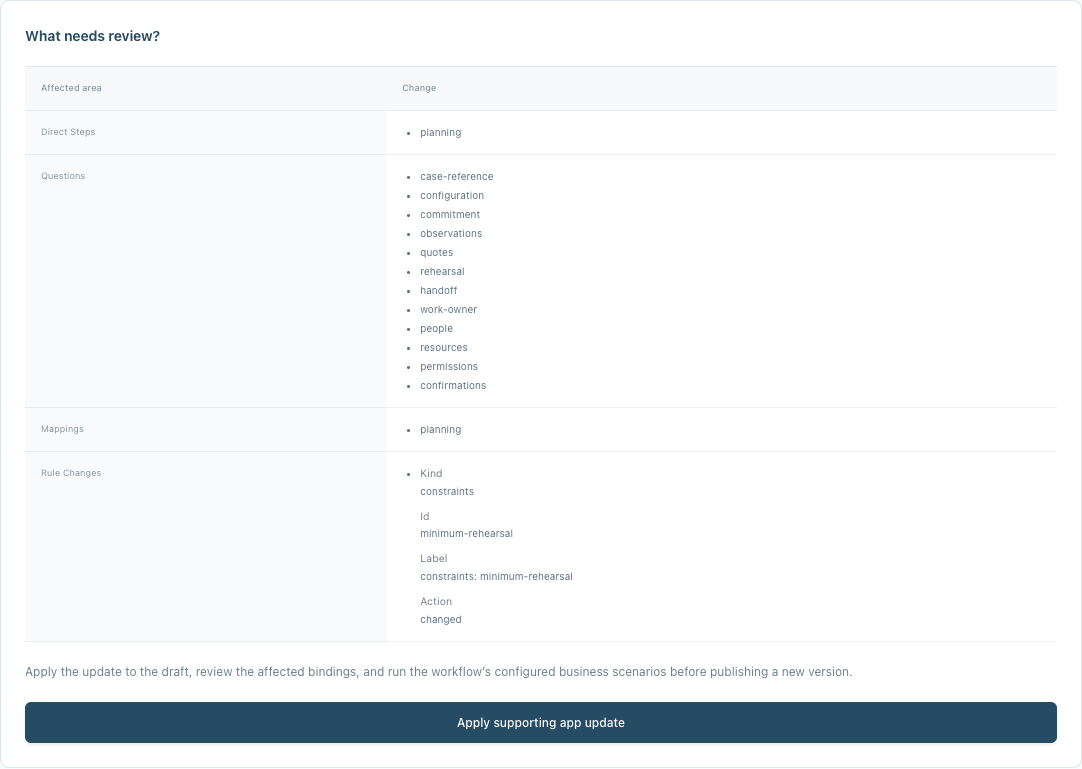 What needs review?
Affected area
Change
Direct Steps
planning
Questions
case-reference
configuration
commitment
observations
quotes
rehearsal
handoff
work-owner
people
resources
permissions
confirmations
Mappings
planning
Rule Changes
Kind
constraints
Id
minimum-rehearsal
Label
constraints: minimum-rehearsal
Action
changed
Apply the update to the draft, review the affected bindings, and run the workflow's configured business scenarios before publishing a new version.
Apply supporting app update